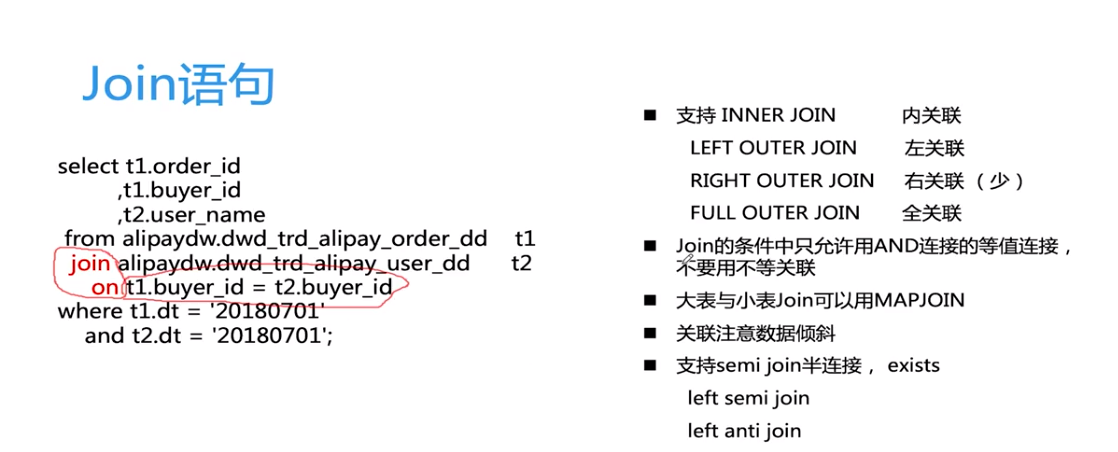 Join语句
select t1.order_id
,t1.buyer_id
,t2.user_name
from alipaydw.dwd_trd_alipay_order_dd t1
join alipaydw.dwd_trd_alipay_user_dd t2
on t1.buyer_id = t2.buyer_id
where t1.dt = '20180701'
and t2.dt = '20180701';
■ 支持 INNER JOIN 内关联
LEFT OUTER JOIN 左关联
RIGHT OUTER JOIN 右关联（少）
FULL OUTER JOIN 全关联
■ Join的条件中只允许用AND连接的等值连接，
不要用不等关联
■ 大表与小表Join可以用MAPJOIN
■ 关联注意数据倾斜
■ 支持semi join半连接， exists
left semi join
left anti join